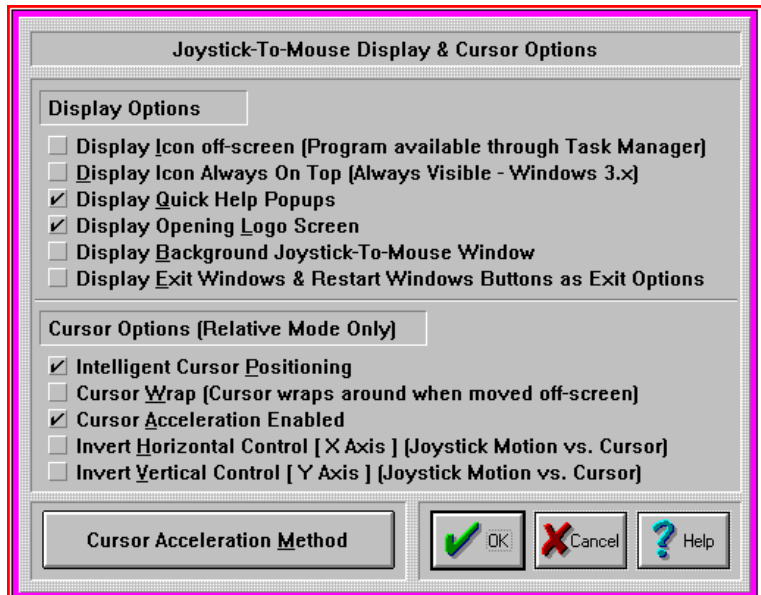 Joystick-To-Mouse Display & Cursor Options
Display Options
Display Icon off-screen (Program available through Task Manager)
Display Icon Always On Top (Always Visible - Windows 3.x)
Display Quick Help Popups
Display Opening Logo Screen
Display Background Joystick-To-Mouse Window
Display Exit Windows & Restart Windows Buttons as Exit Options
Cursor Options (Relative Mode Only)
Intelligent Cursor Positioning
Cursor Wrap (Cursor wraps around when moved off-screen)
Cursor Acceleration Enabled
Invert Horizontal Control [ X Axis ] (Joystick Motion vs. Cursor)
Invert Vertical Control [ Y Axis ] (Joystick Motion vs. Cursor)
Cursor Acceleration Method
OK
Cancel
Help